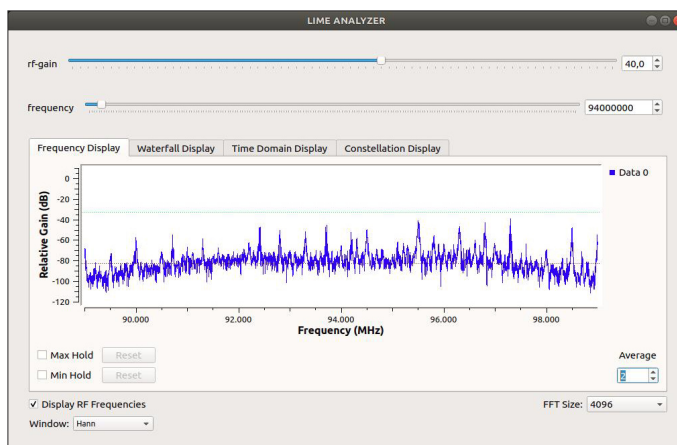 LIME ANALYZER
rf-gain 40,0
frequency 94000000
Frequency Display Waterfall Display Time Domain Display Constellation Display
Data 0
0
-20
-40
-60
-80
-100
-120
Relative Gain (dB)
90.000 92.000 94.000 96.000 98.000
Frequency (MHz)
Max Hold Reset Average
Min Hold Reset 2
Display RF Frequencies FFT Size: 4096
Window: Hann